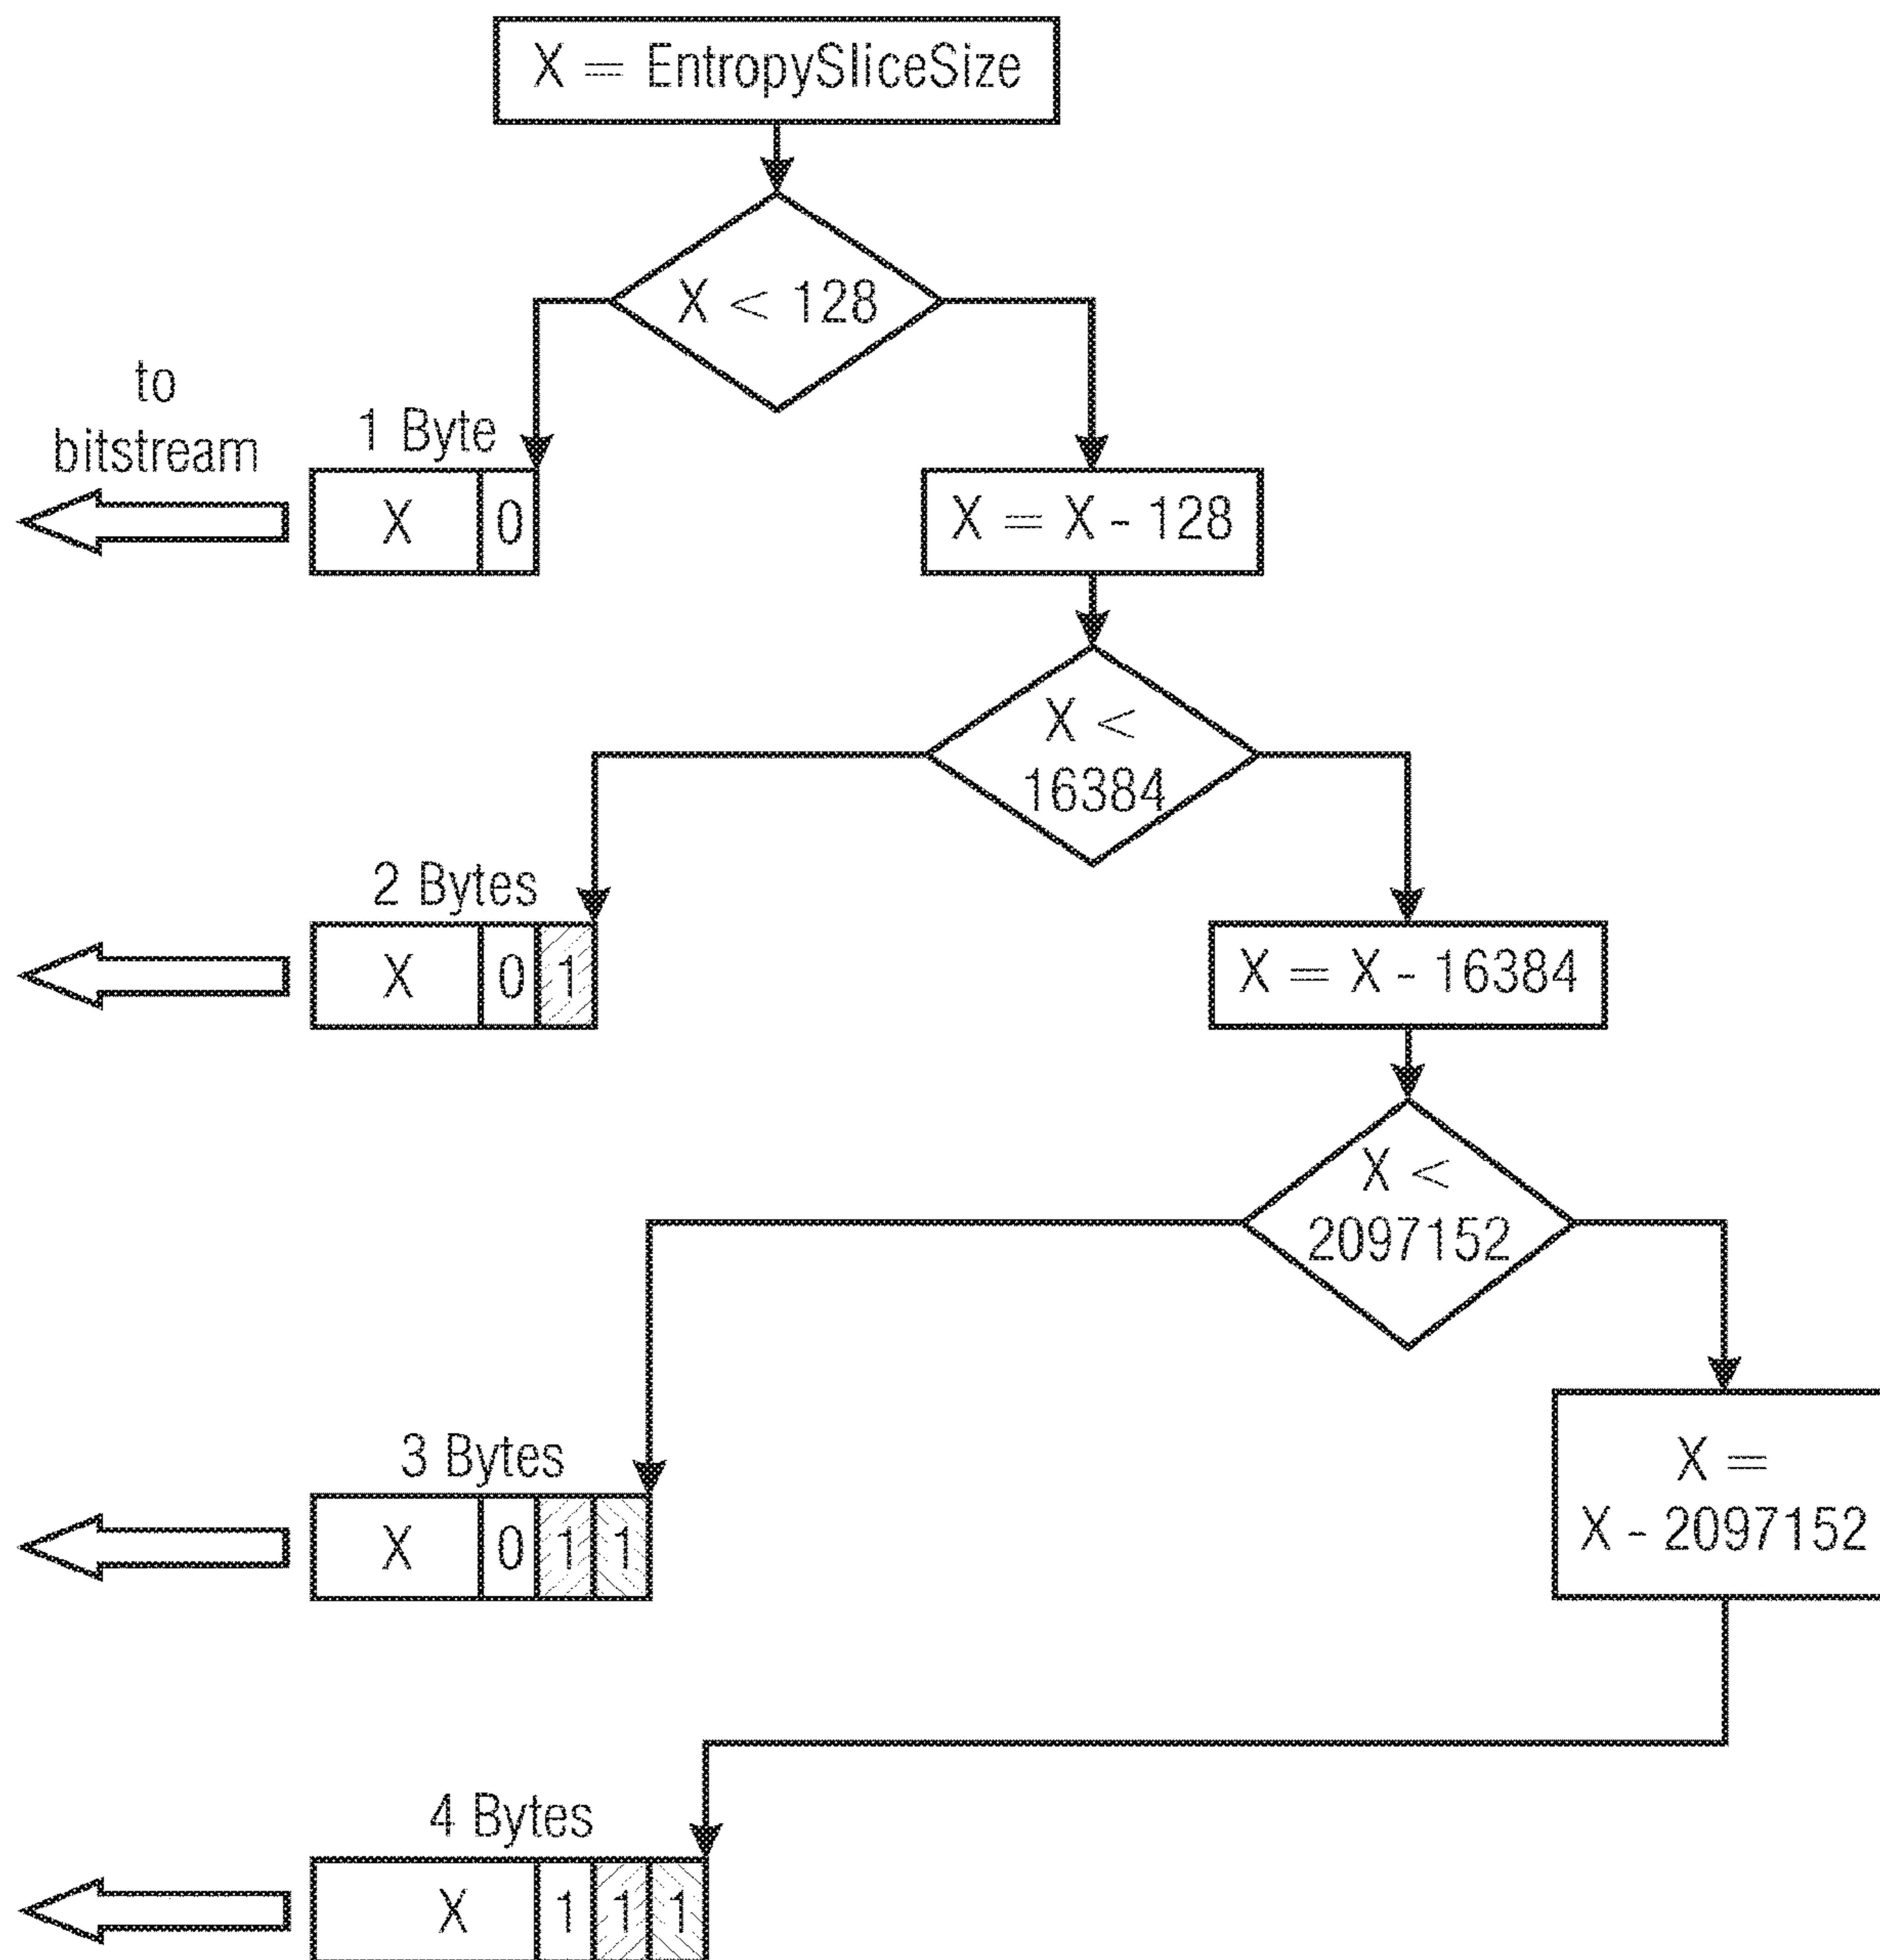 X = EntropySliceSize
X < 128
to
bitstream
1 Byte
X 0
X = X - 128
X <
16384
2 Bytes
X 0 1
X = X - 16384
X <
2097152
3 Bytes
X 0 1 1
X =
X - 2097152
4 Bytes
X 1 1 1